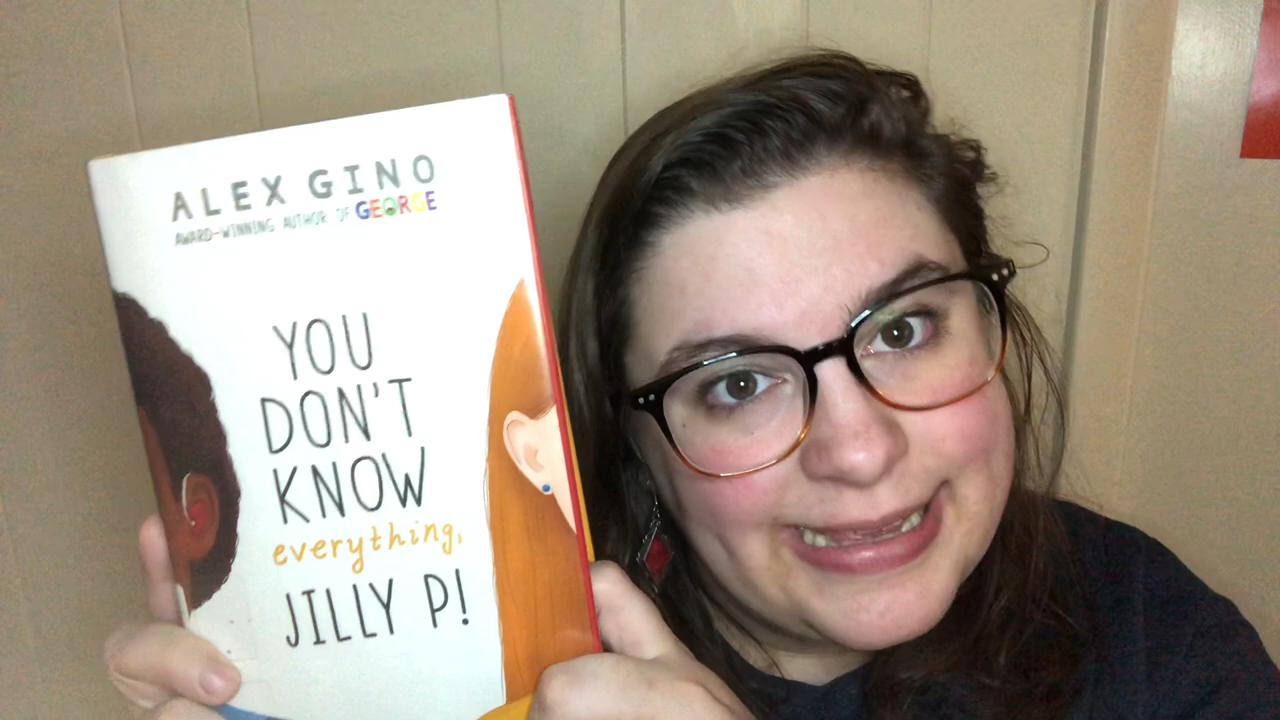 ALEX GINO
AWARD-WINNING AUTHOR OF GEORGE
YOU
DON'T
KNOW
everything,
JILLY P!